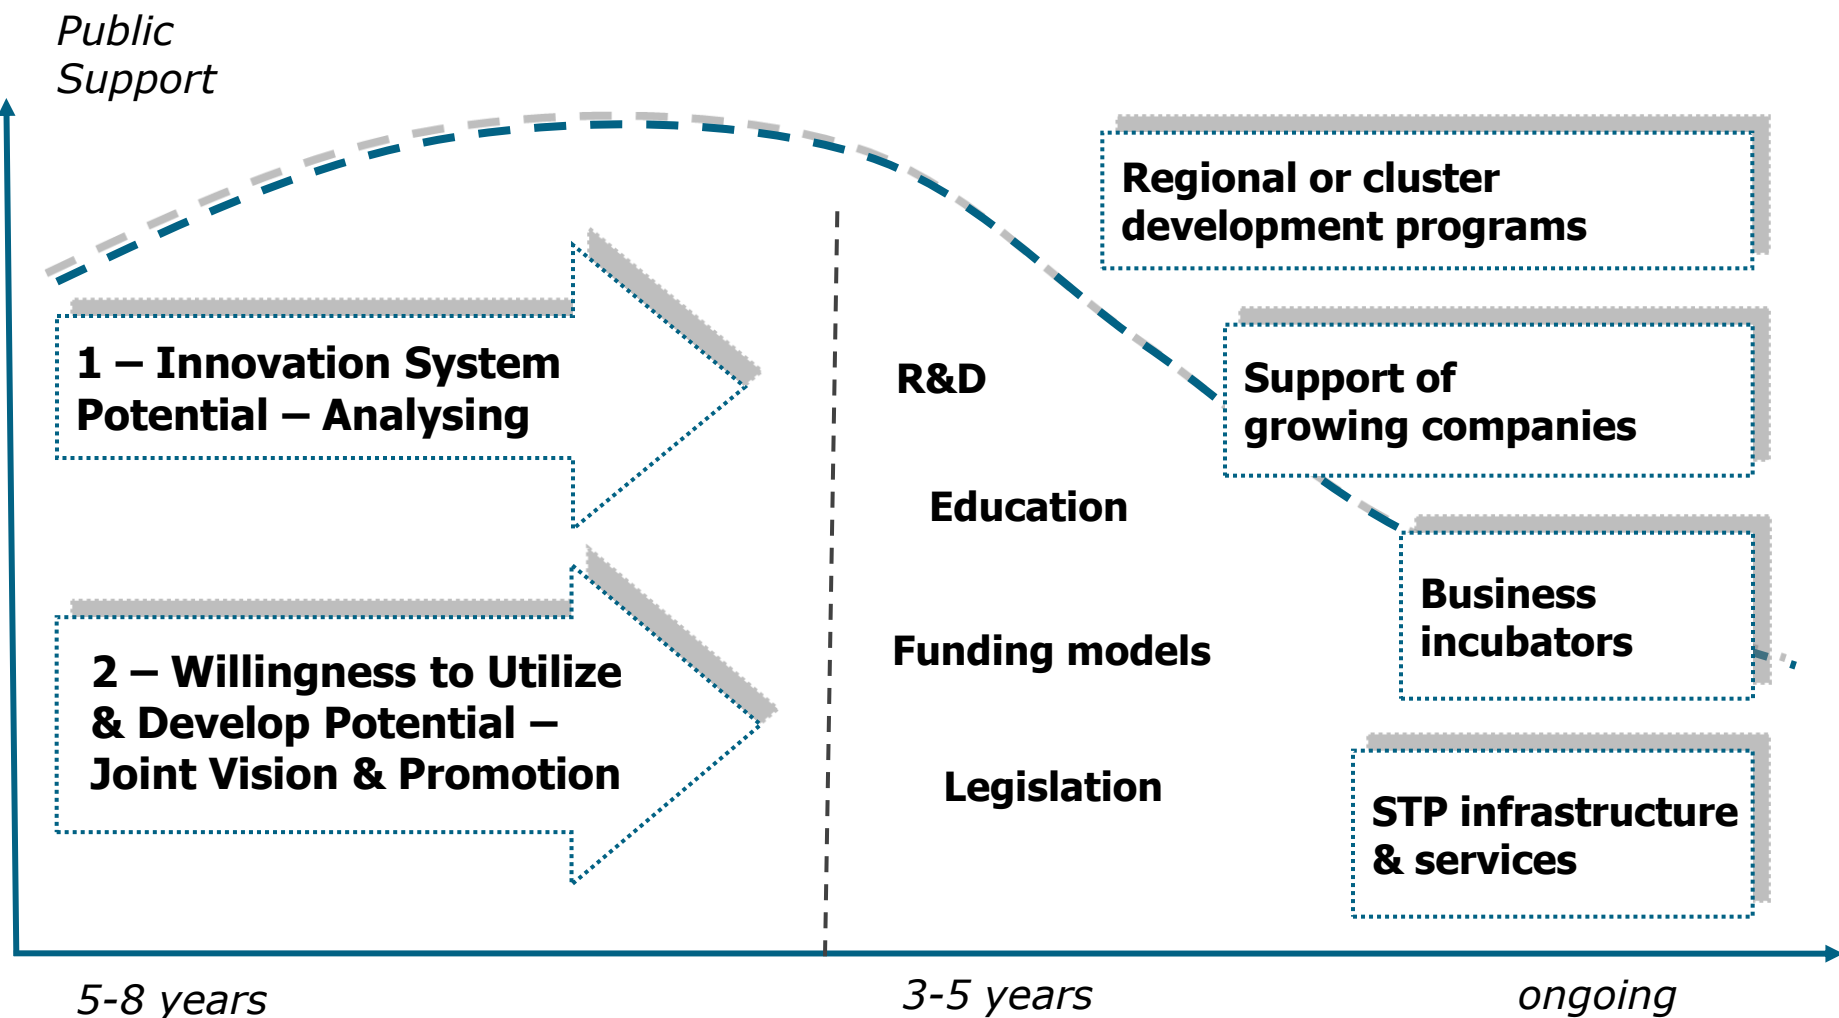 Public
Support
Regional or cluster
development programs
1 – Innovation System
Potential – Analysing
R&D
Support of
growing companies
Education
2 – Willingness to Utilize
& Develop Potential –
Joint Vision & Promotion
Funding models
Business
incubators
Legislation
STP infrastructure
& services
5-8 years
3-5 years
ongoing